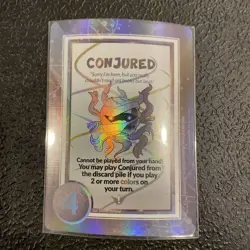 CONJURED
Cannot be played from your hand!
You may play Conjured from
the discard pile if you play
2 or more colors on
your turn.
4